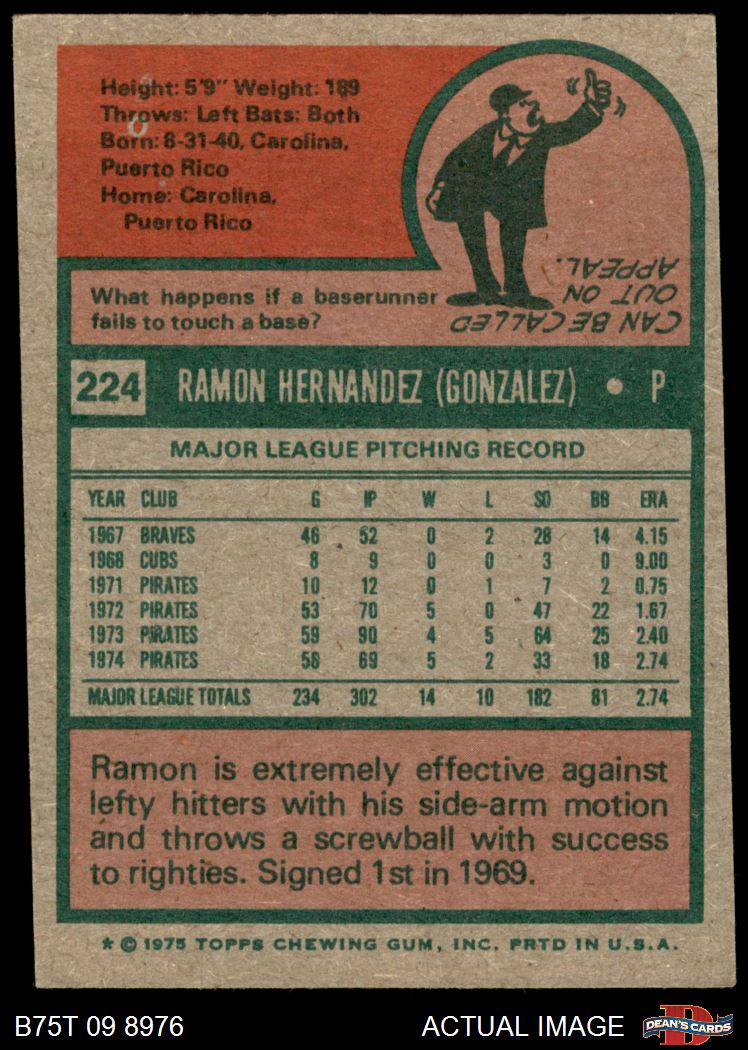 Height: 5'9" Weight: 189
Throws: Left Bats: Both
Born: 8-31-40, Carolina,
Puerto Rico
Home: Carolina,
Puerto Rico
What happens if a baserunner
fails to touch a base?
CAN BE CALLED
OUT ON
APPEAL.
224 RAMON HERNANDEZ (GONZALEZ) • P
MAJOR LEAGUE PITCHING RECORD
YEAR CLUB G IP W L SO BB ERA
1967 BRAVES 46 52 0 2 28 14 4.15
1968 CUBS 8 9 0 0 3 0 9.00
1971 PIRATES 10 12 0 1 7 2 0.75
1972 PIRATES 53 70 5 0 47 22 1.67
1973 PIRATES 59 90 4 5 64 25 2.40
1974 PIRATES 58 69 5 2 33 18 2.74
MAJOR LEAGUE TOTALS 234 302 14 10 182 81 2.74
Ramon is extremely effective against
lefty hitters with his side-arm motion
and throws a screwball with success
to righties. Signed 1st in 1969.
* © 1975 TOPPS CHEWING GUM, INC. PRTD IN U.S.A.
B75T 09 8976 ACTUAL IMAGE DEAN'S CARDS